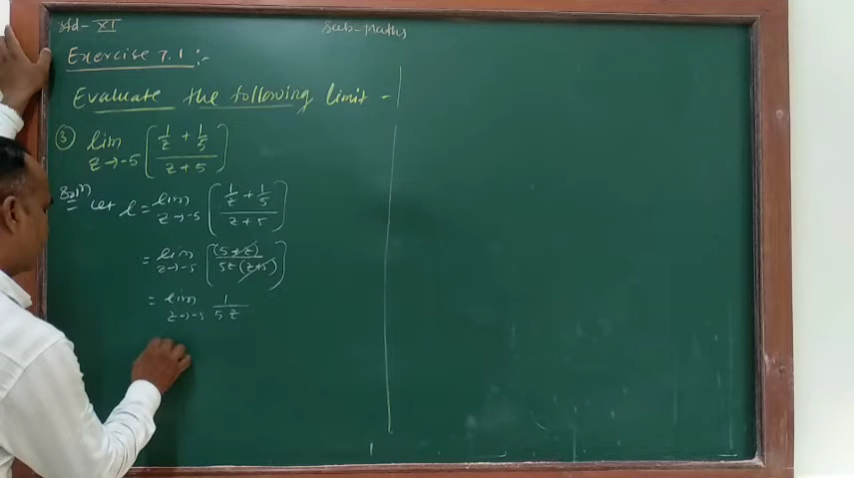 Std - XI
Sub - Maths
Exercise 7.1 :-
Evaluate the following limit -
③ lim z→-5 [(1/z + 1/5)/(z + 5)]
Solⁿ) Let l = lim z→-5 [(1/z + 1/5)/(z + 5)]
= lim z→-5 [(5 + z)/(5z (z+5))]
= lim z→-5 1/(5z)